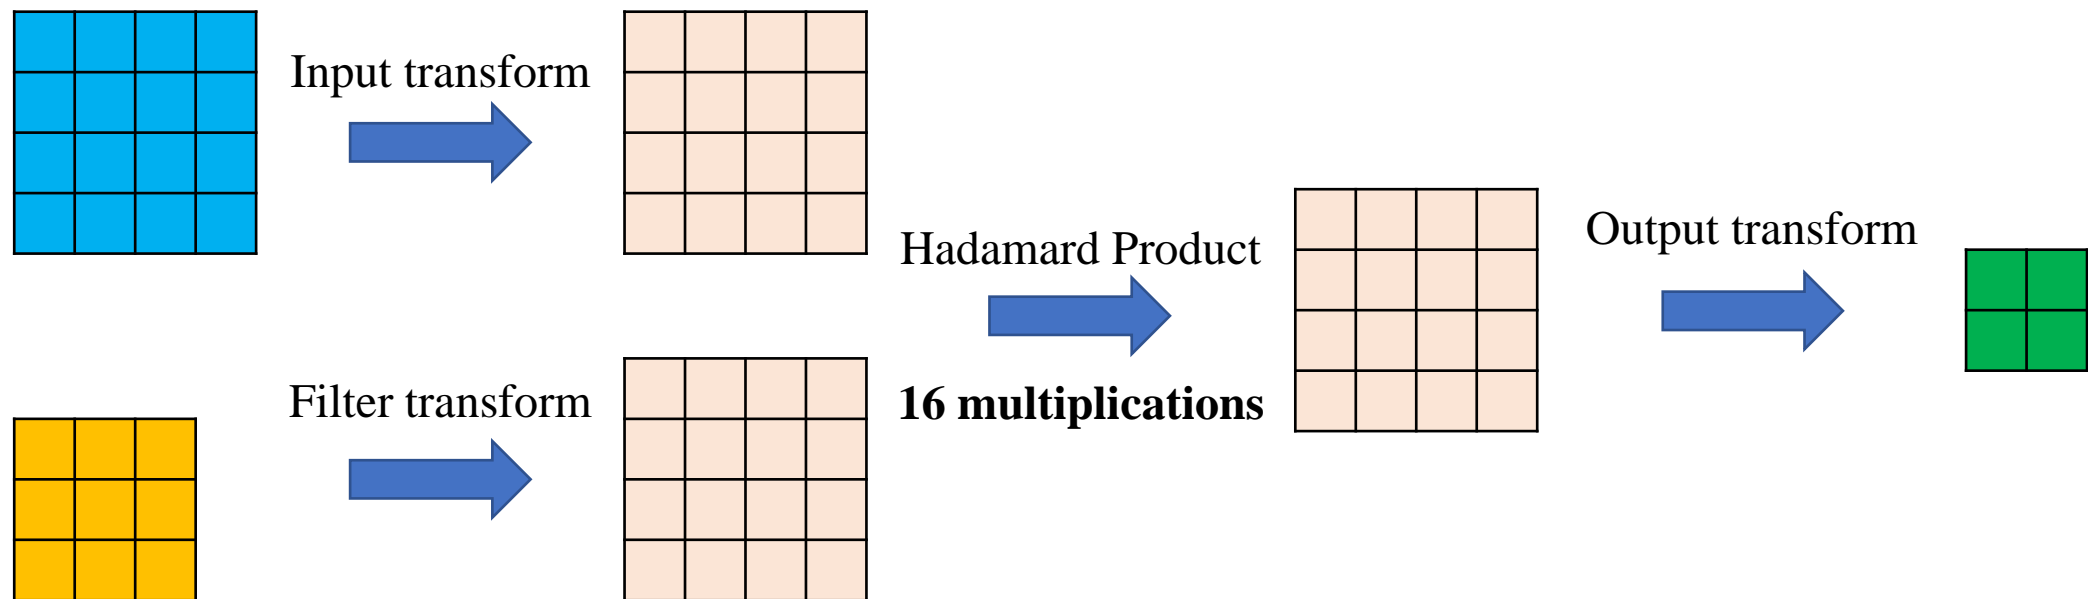 Input transform
Filter transform
Hadamard Product
16 multiplications
Output transform